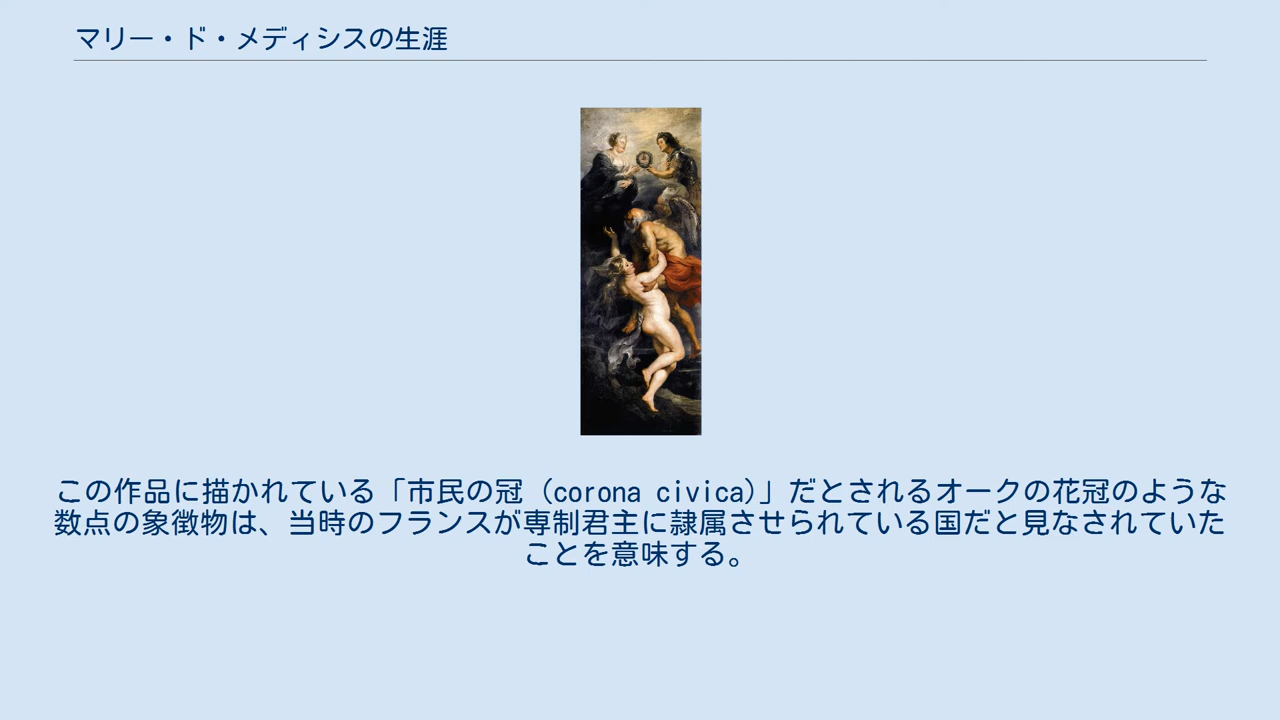 マリー・ド・メディシスの生涯
この作品に描かれている「市民の冠 (corona civica)」だとされるオークの花冠のような
数点の象徴物は、当時のフランスが専制君主に隷属させられている国だと見なされていた
ことを意味する。